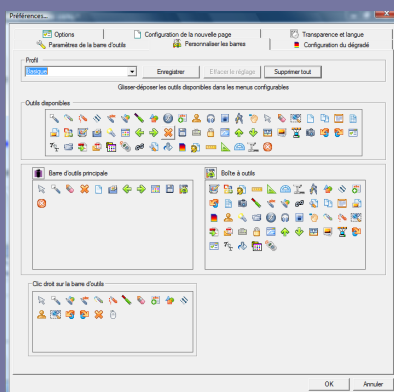 Préférences...
Options
Configuration de la nouvelle page
Transparence et langue
Paramètres de la barre d'outils
Personnaliser les barres
Configuration du dégradé
Profil
Basique
Enregistrer
Effacer le réglage
Supprimer tout
Glisser-déposer les outils disponibles dans les menus configurables
Outils disponibles
Barre d'outils principale
Boîte à outils
Clic droit sur la barre d'outils
OK
Annuler